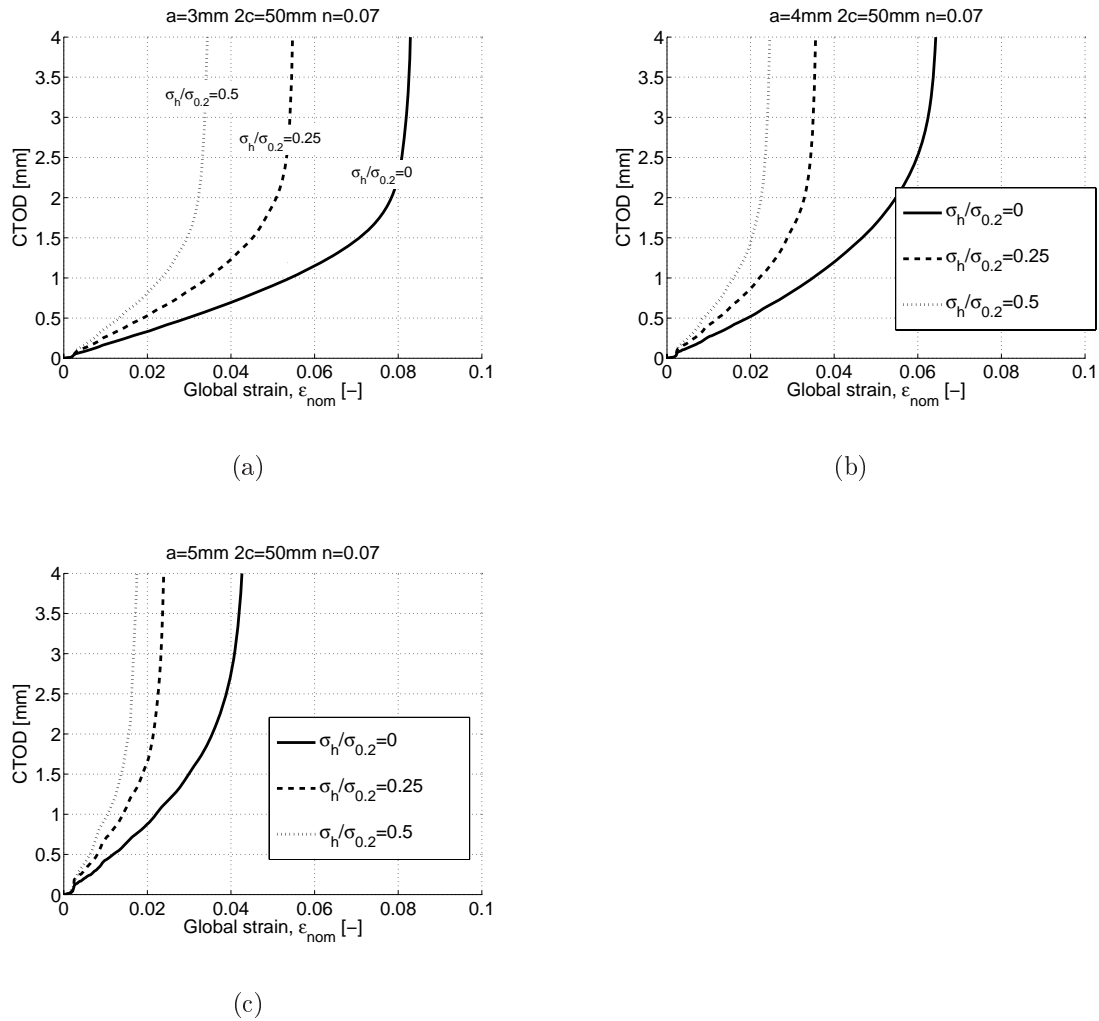 a=3mm 2c=50mm n=0.07
4
3.5
3
2.5
2
1.5
1
0.5
0
CTOD [mm]
σh/σ0.2=0.5
σh/σ0.2=0.25
σh/σ0.2=0
0 0.02 0.04 0.06 0.08 0.1
Global strain, εnom [−]
(a)
a=4mm 2c=50mm n=0.07
4
3.5
3
2.5
2
1.5
1
0.5
0
CTOD [mm]
σh/σ0.2=0
σh/σ0.2=0.25
σh/σ0.2=0.5
0 0.02 0.04 0.06 0.08 0.1
Global strain, εnom [−]
(b)
a=5mm 2c=50mm n=0.07
4
3.5
3
2.5
2
1.5
1
0.5
0
CTOD [mm]
σh/σ0.2=0
σh/σ0.2=0.25
σh/σ0.2=0.5
0 0.02 0.04 0.06 0.08 0.1
Global strain, εnom [−]
(c)